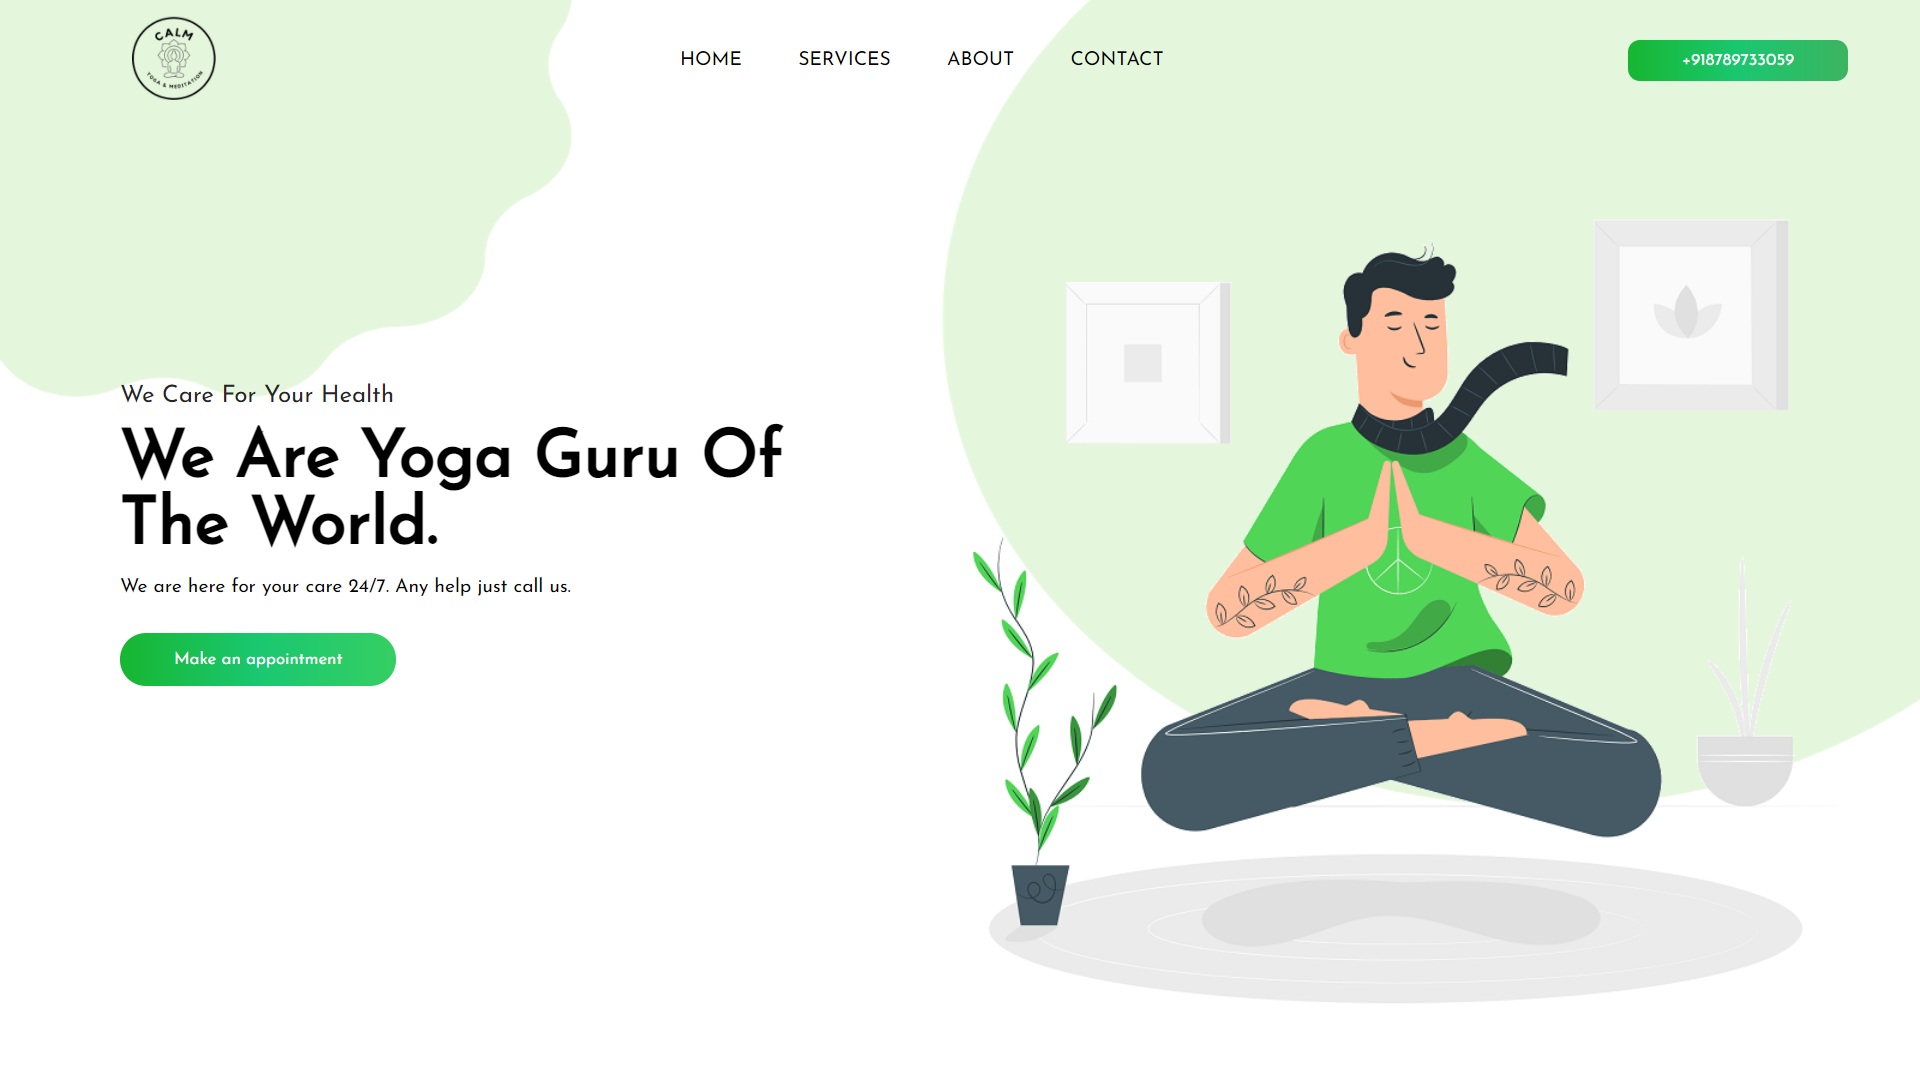 CALM
YOGA & MEDITATION
HOME
SERVICES
ABOUT
CONTACT
+918789733059
We Care For Your Health
We Are Yoga Guru Of
The World.
We are here for your care 24/7. Any help just call us.
Make an appointment